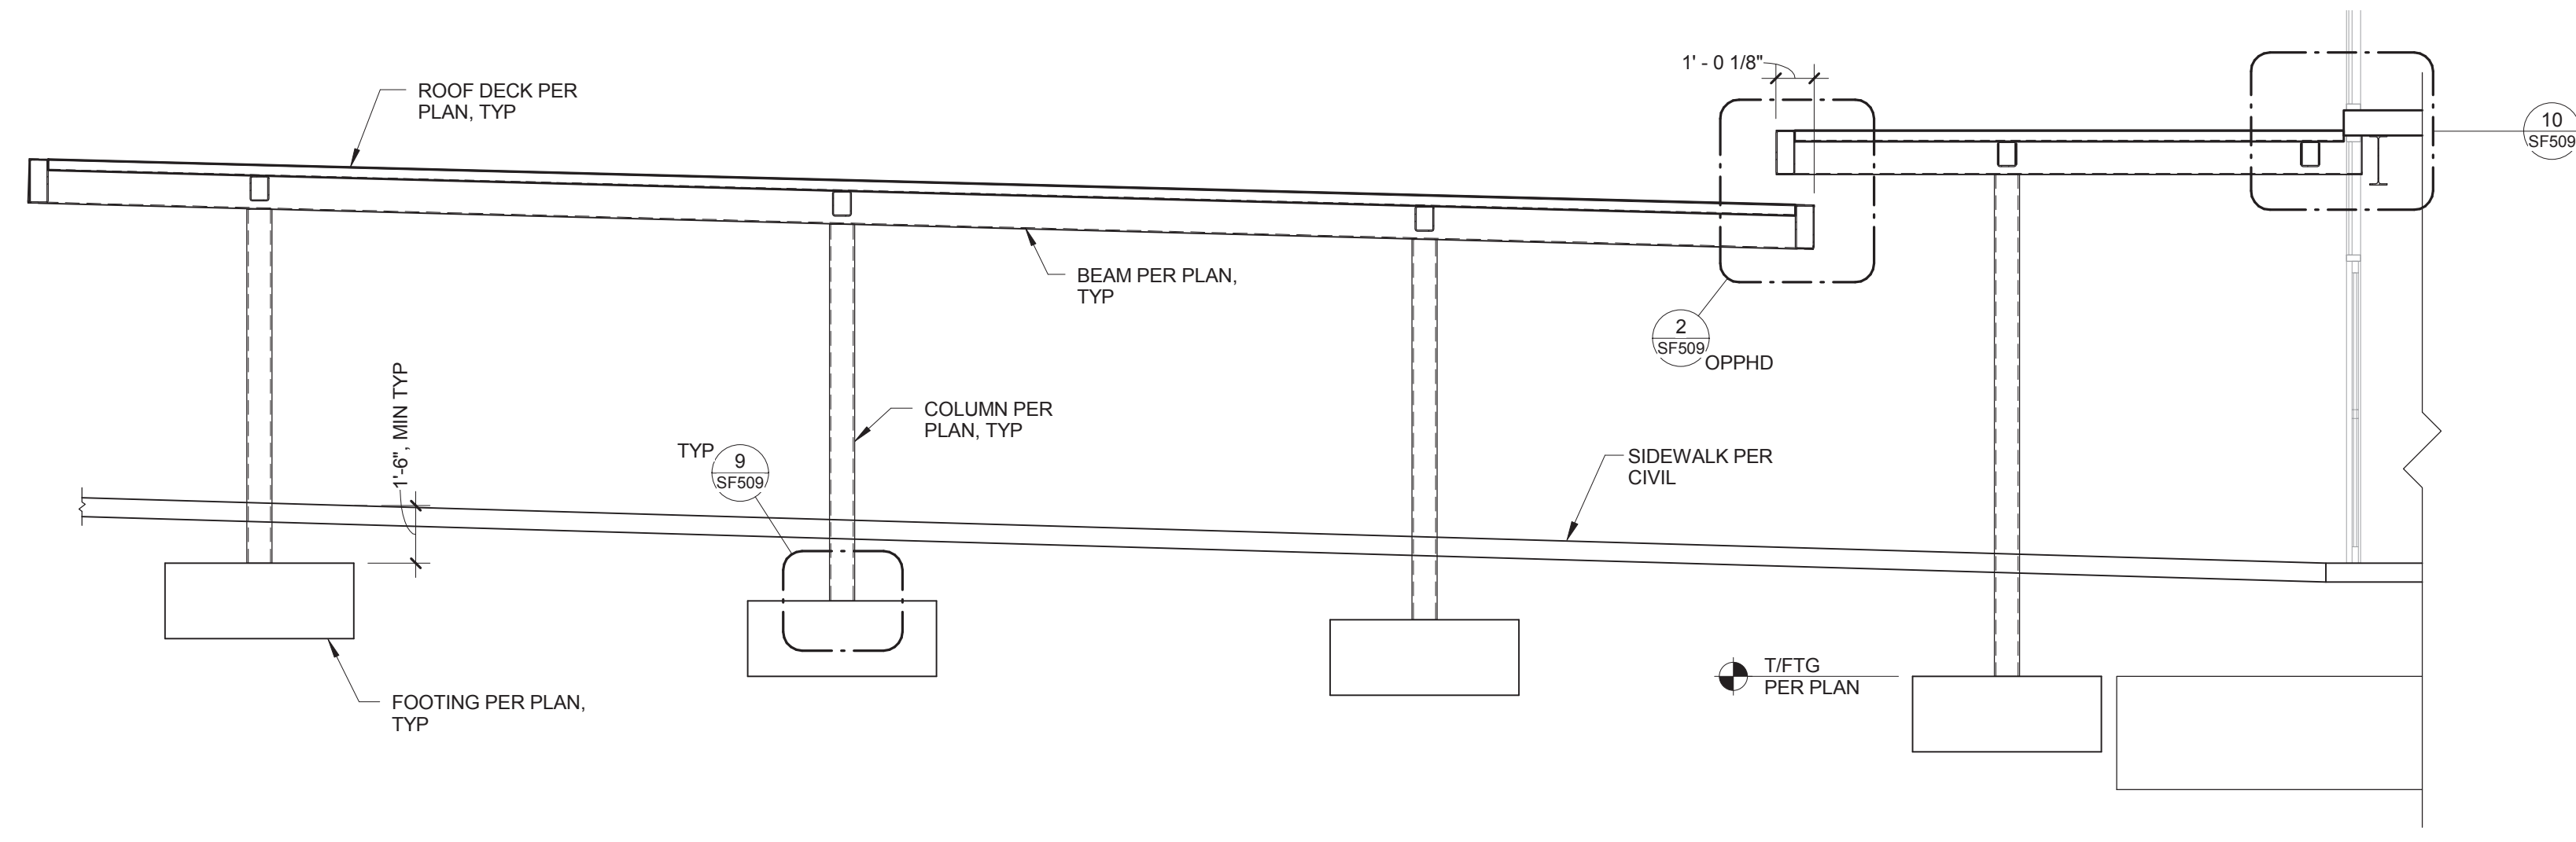 1' - 0 1/8"
ROOF DECK PER
PLAN, TYP
10
SF509
BEAM PER PLAN,
TYP
2
SF509
OPPHD
1'-6", MIN TYP
COLUMN PER
PLAN, TYP
TYP
9
SF509
SIDEWALK PER
CIVIL
T/FTG
PER PLAN
FOOTING PER PLAN,
TYP